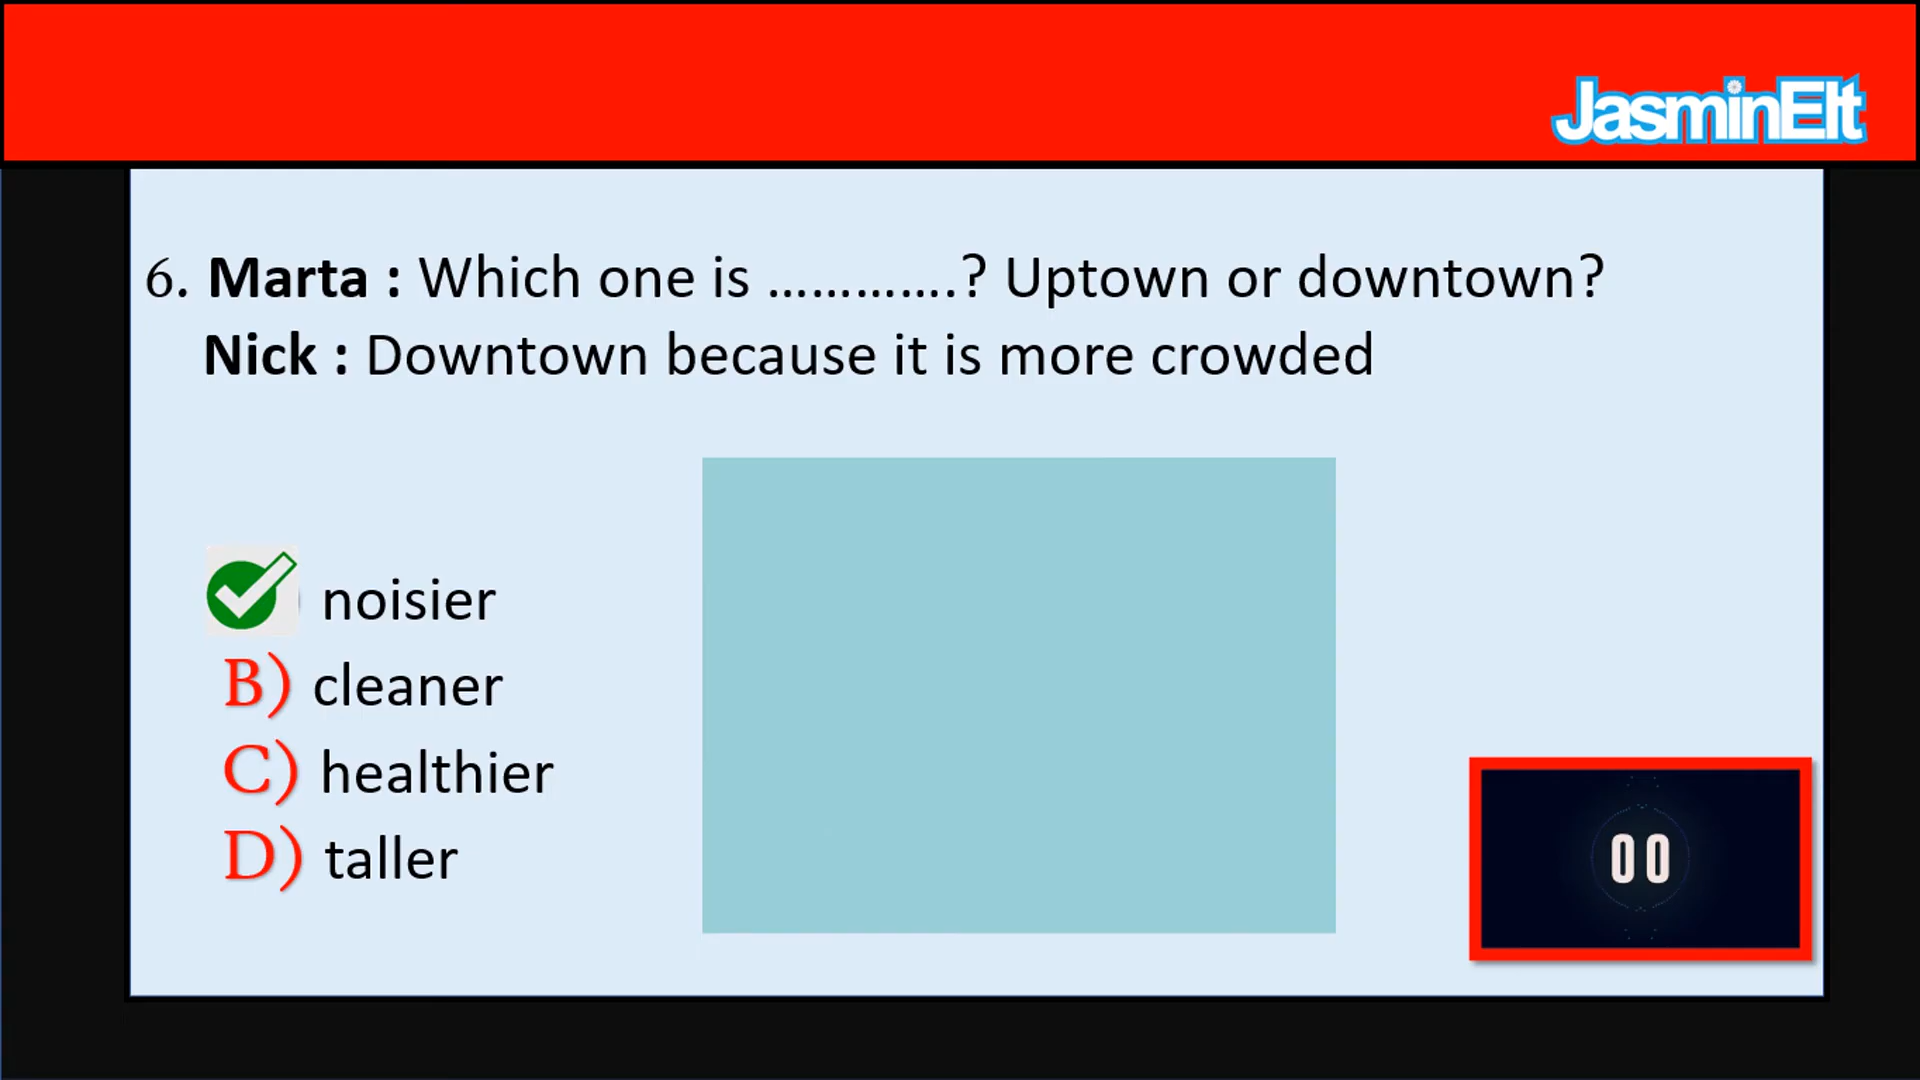 JasminElt
6. Marta : Which one is .............? Uptown or downtown?
Nick : Downtown because it is more crowded
noisier
B) cleaner
C) healthier
D) taller
00